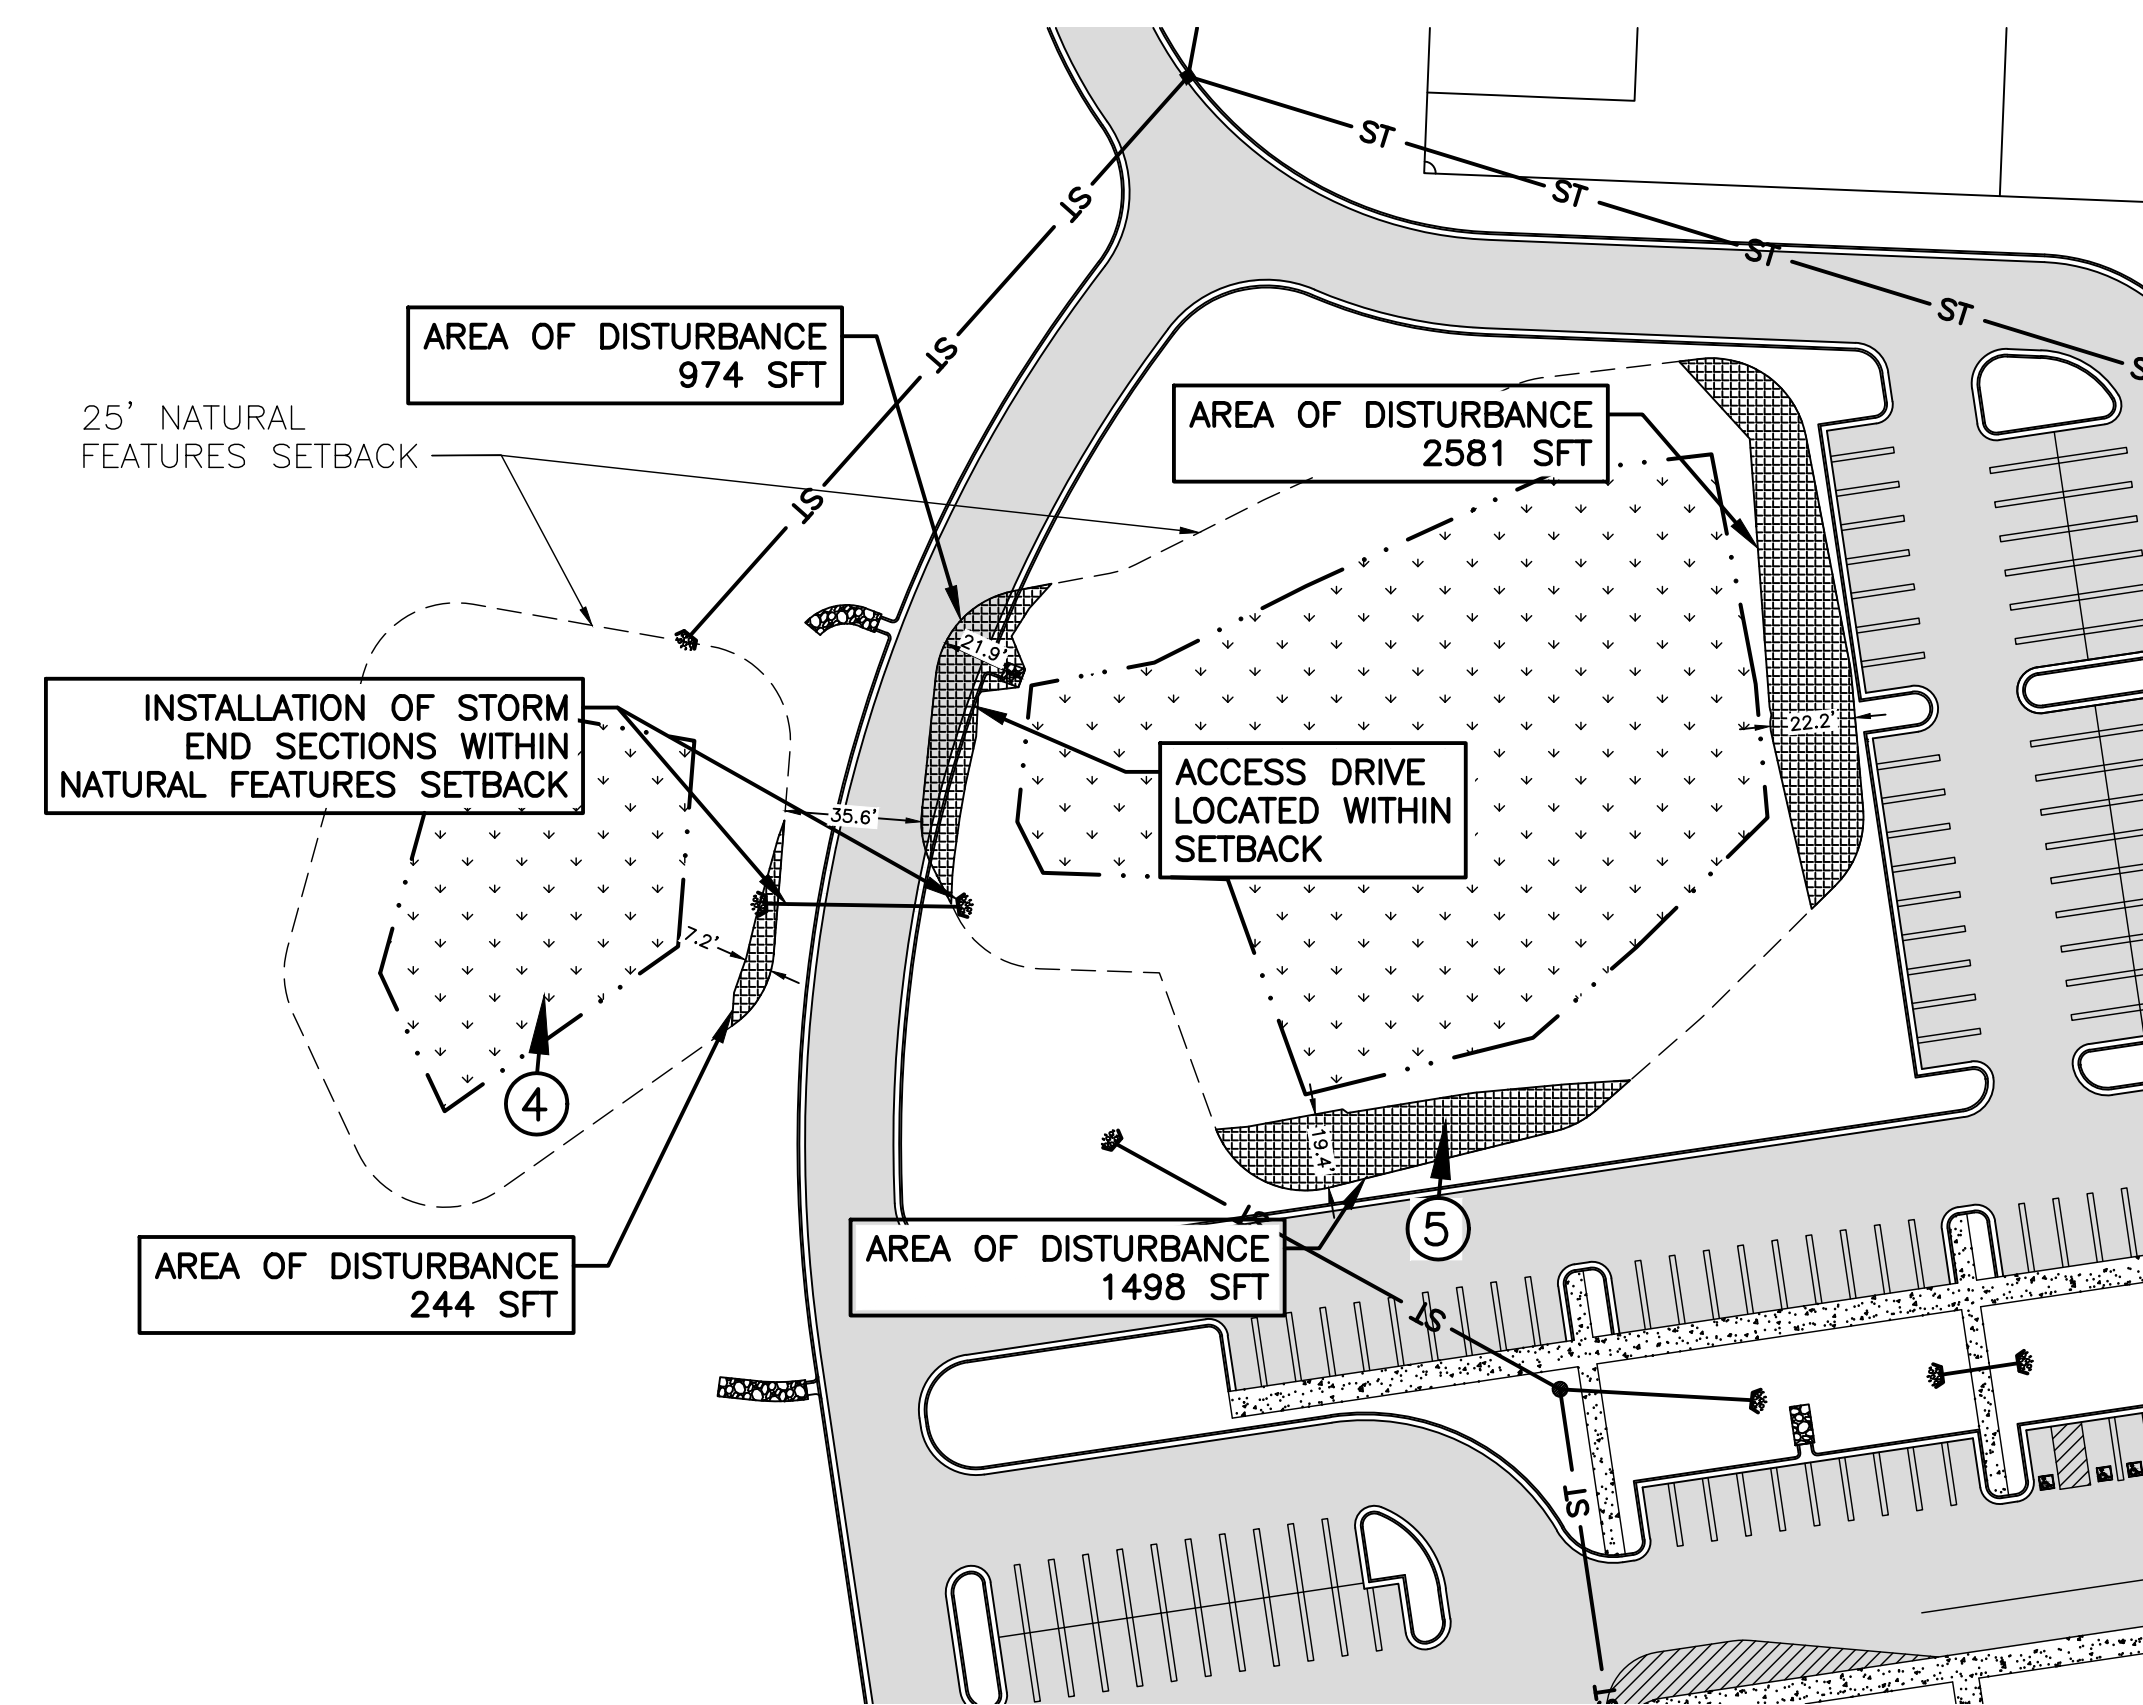 ST
ST
ST
ST
ST
ST
ST
AREA OF DISTURBANCE
974 SFT
25' NATURAL
FEATURES SETBACK
AREA OF DISTURBANCE
2581 SFT
21.9'
INSTALLATION OF STORM
END SECTIONS WITHIN
NATURAL FEATURES SETBACK
22.2'
ACCESS DRIVE
LOCATED WITHIN
SETBACK
35.6'
7.2'
4
19.4'
5
AREA OF DISTURBANCE
244 SFT
AREA OF DISTURBANCE
1498 SFT
ST
ST